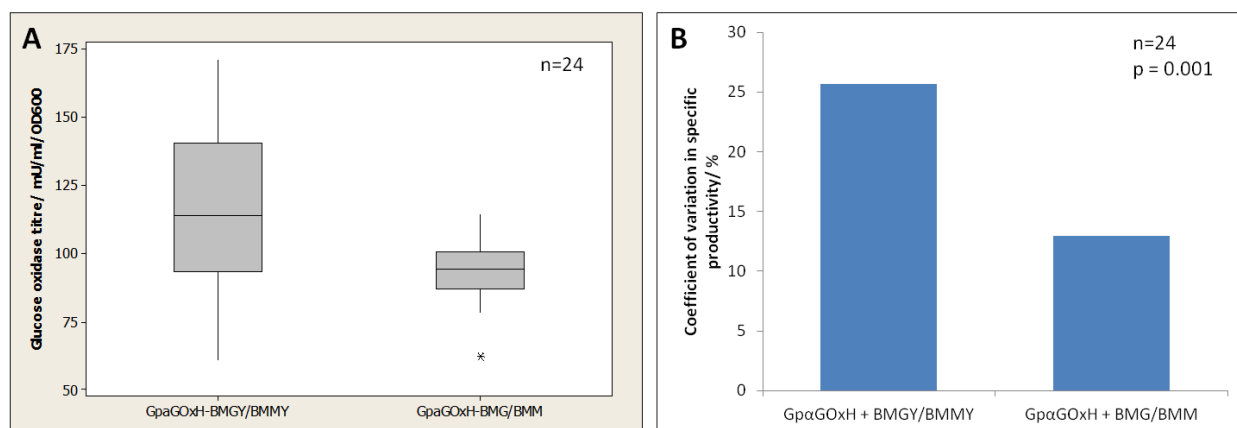 A
Glucose oxidase titre/ mU/ml/OD600
175
150
125
100
75
50
n=24
GpaGOxH-BMGY/BMMY
GpaGOxH-BMG/BMM
B
Coefficient of variation in specific
productivity/ %
30
25
20
15
10
5
0
n=24
p = 0.001
GpαGOxH + BMGY/BMMY
GpαGOxH + BMG/BMM